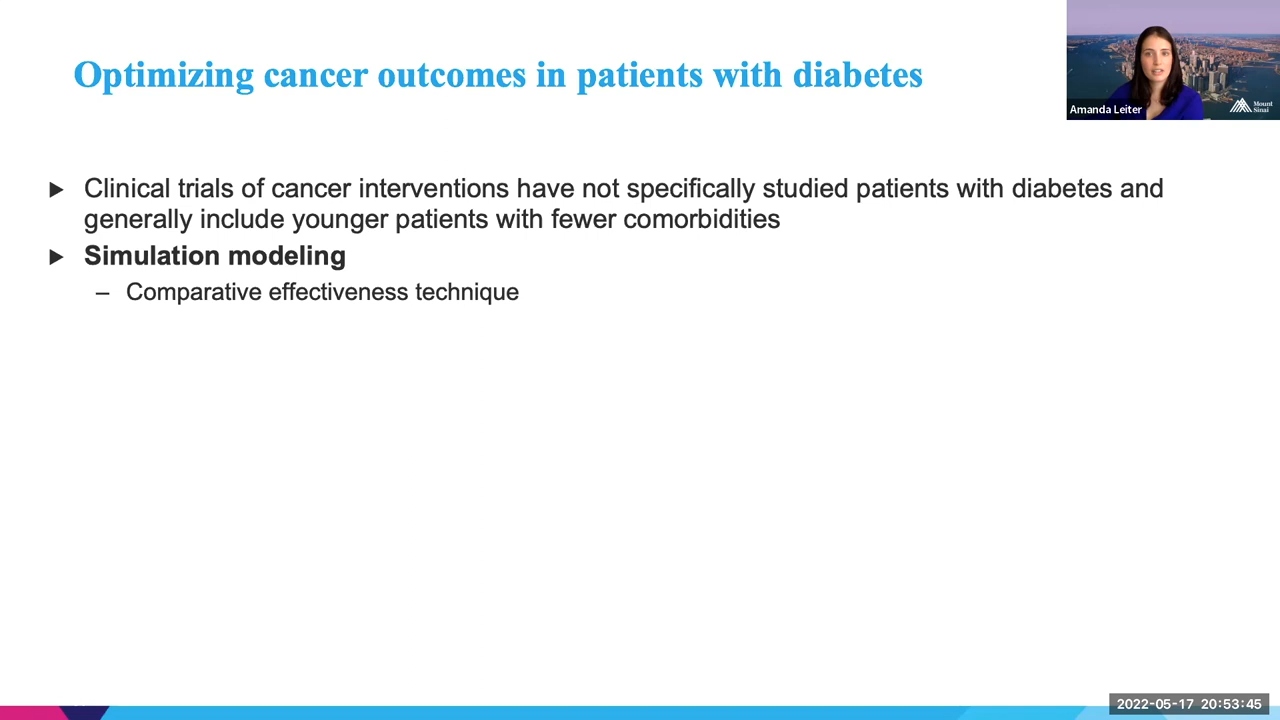 Optimizing cancer outcomes in patients with diabetes
Amanda Leiter
Mount
Sinai
Clinical trials of cancer interventions have not specifically studied patients with diabetes and
generally include younger patients with fewer comorbidities
Simulation modeling
– Comparative effectiveness technique
2022-05-17 20:53:45